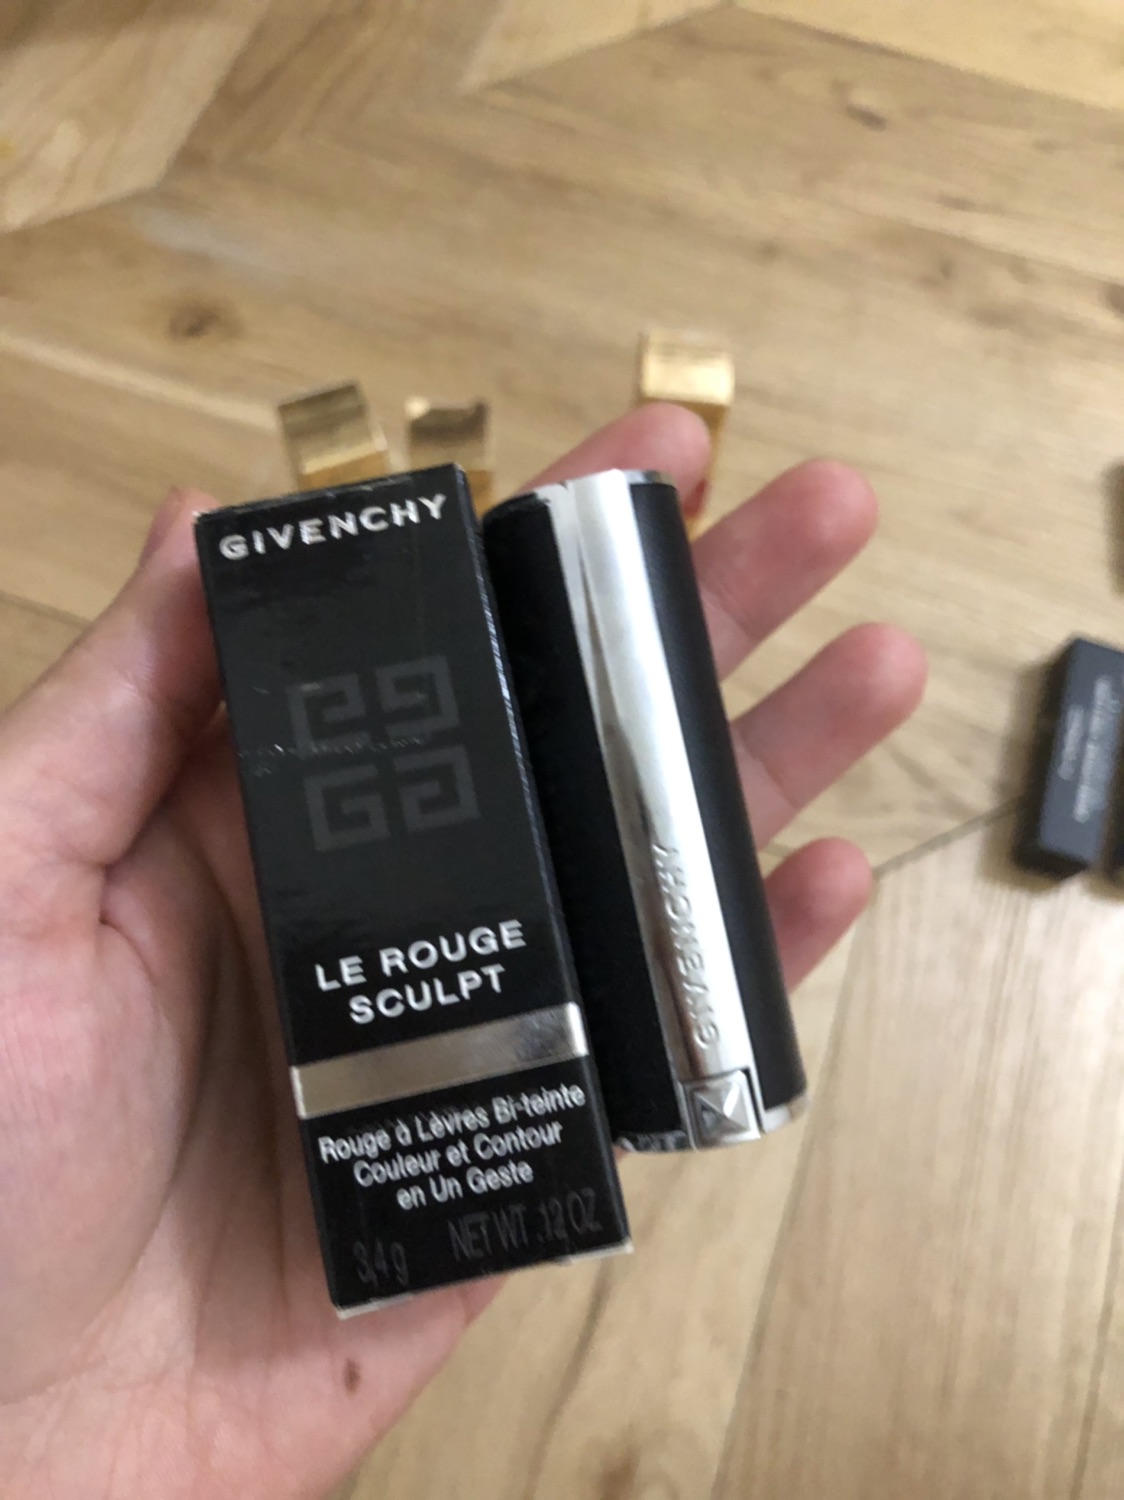 GIVENCHY
LE ROUGE
SCULPT
Rouge à Lèvres Bi-teinte
Couleur et Contour
en Un Geste
3,4 g NET WT .12 OZ
GIVENCHY